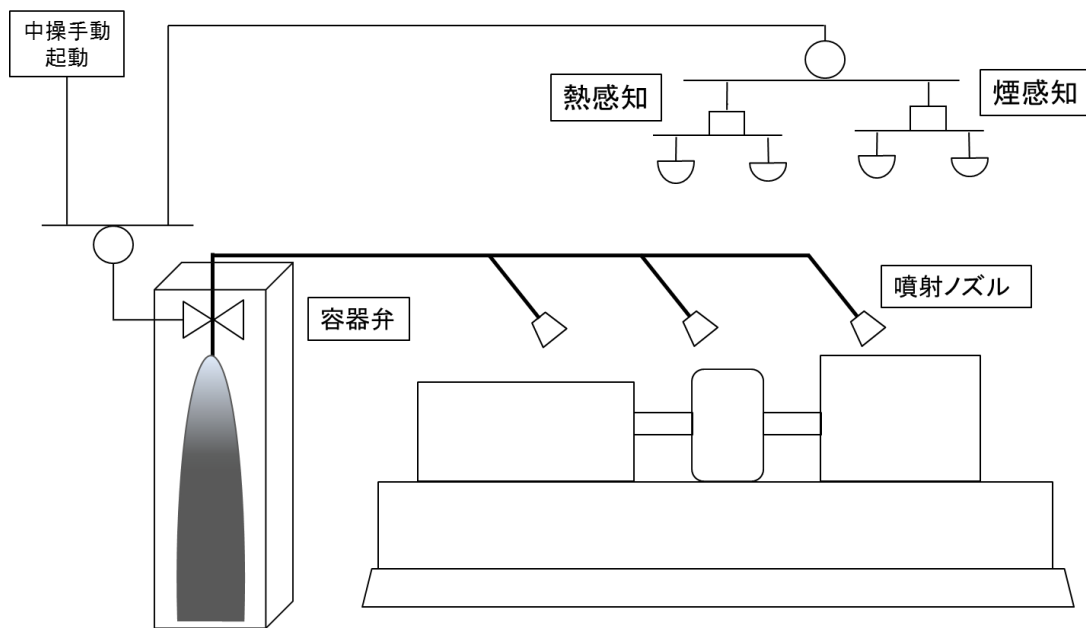 中操手動
起動
熱感知
煙感知
噴射ノズル
容器弁